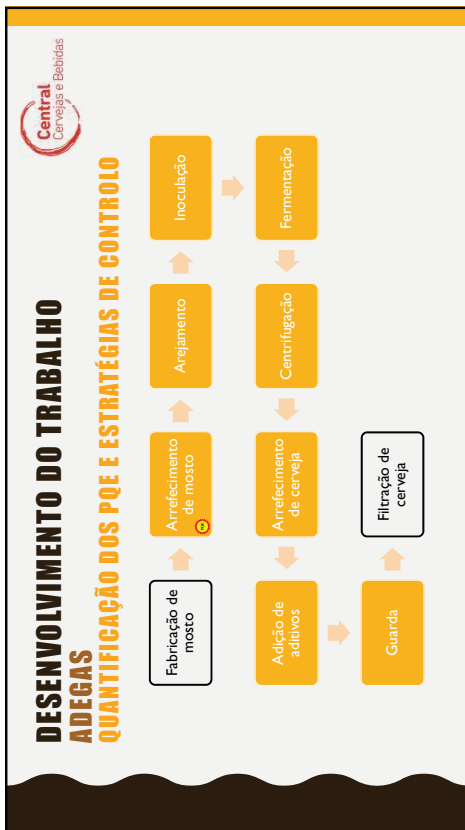 DESENVOLVIMENTO DO TRABALHO
ADEGAS
QUANTIFICAÇÃO DOS PQE E ESTRATÉGIAS DE CONTROLO
Central
Cervejas e Bebidas
Fabricação de
mosto
Arrefecimento
de mosto
Arejamento
Inoculação
Fermentação
Centrifugação
Arrefecimento
de cerveja
Adição de
aditivos
Guarda
Filtração de
cerveja